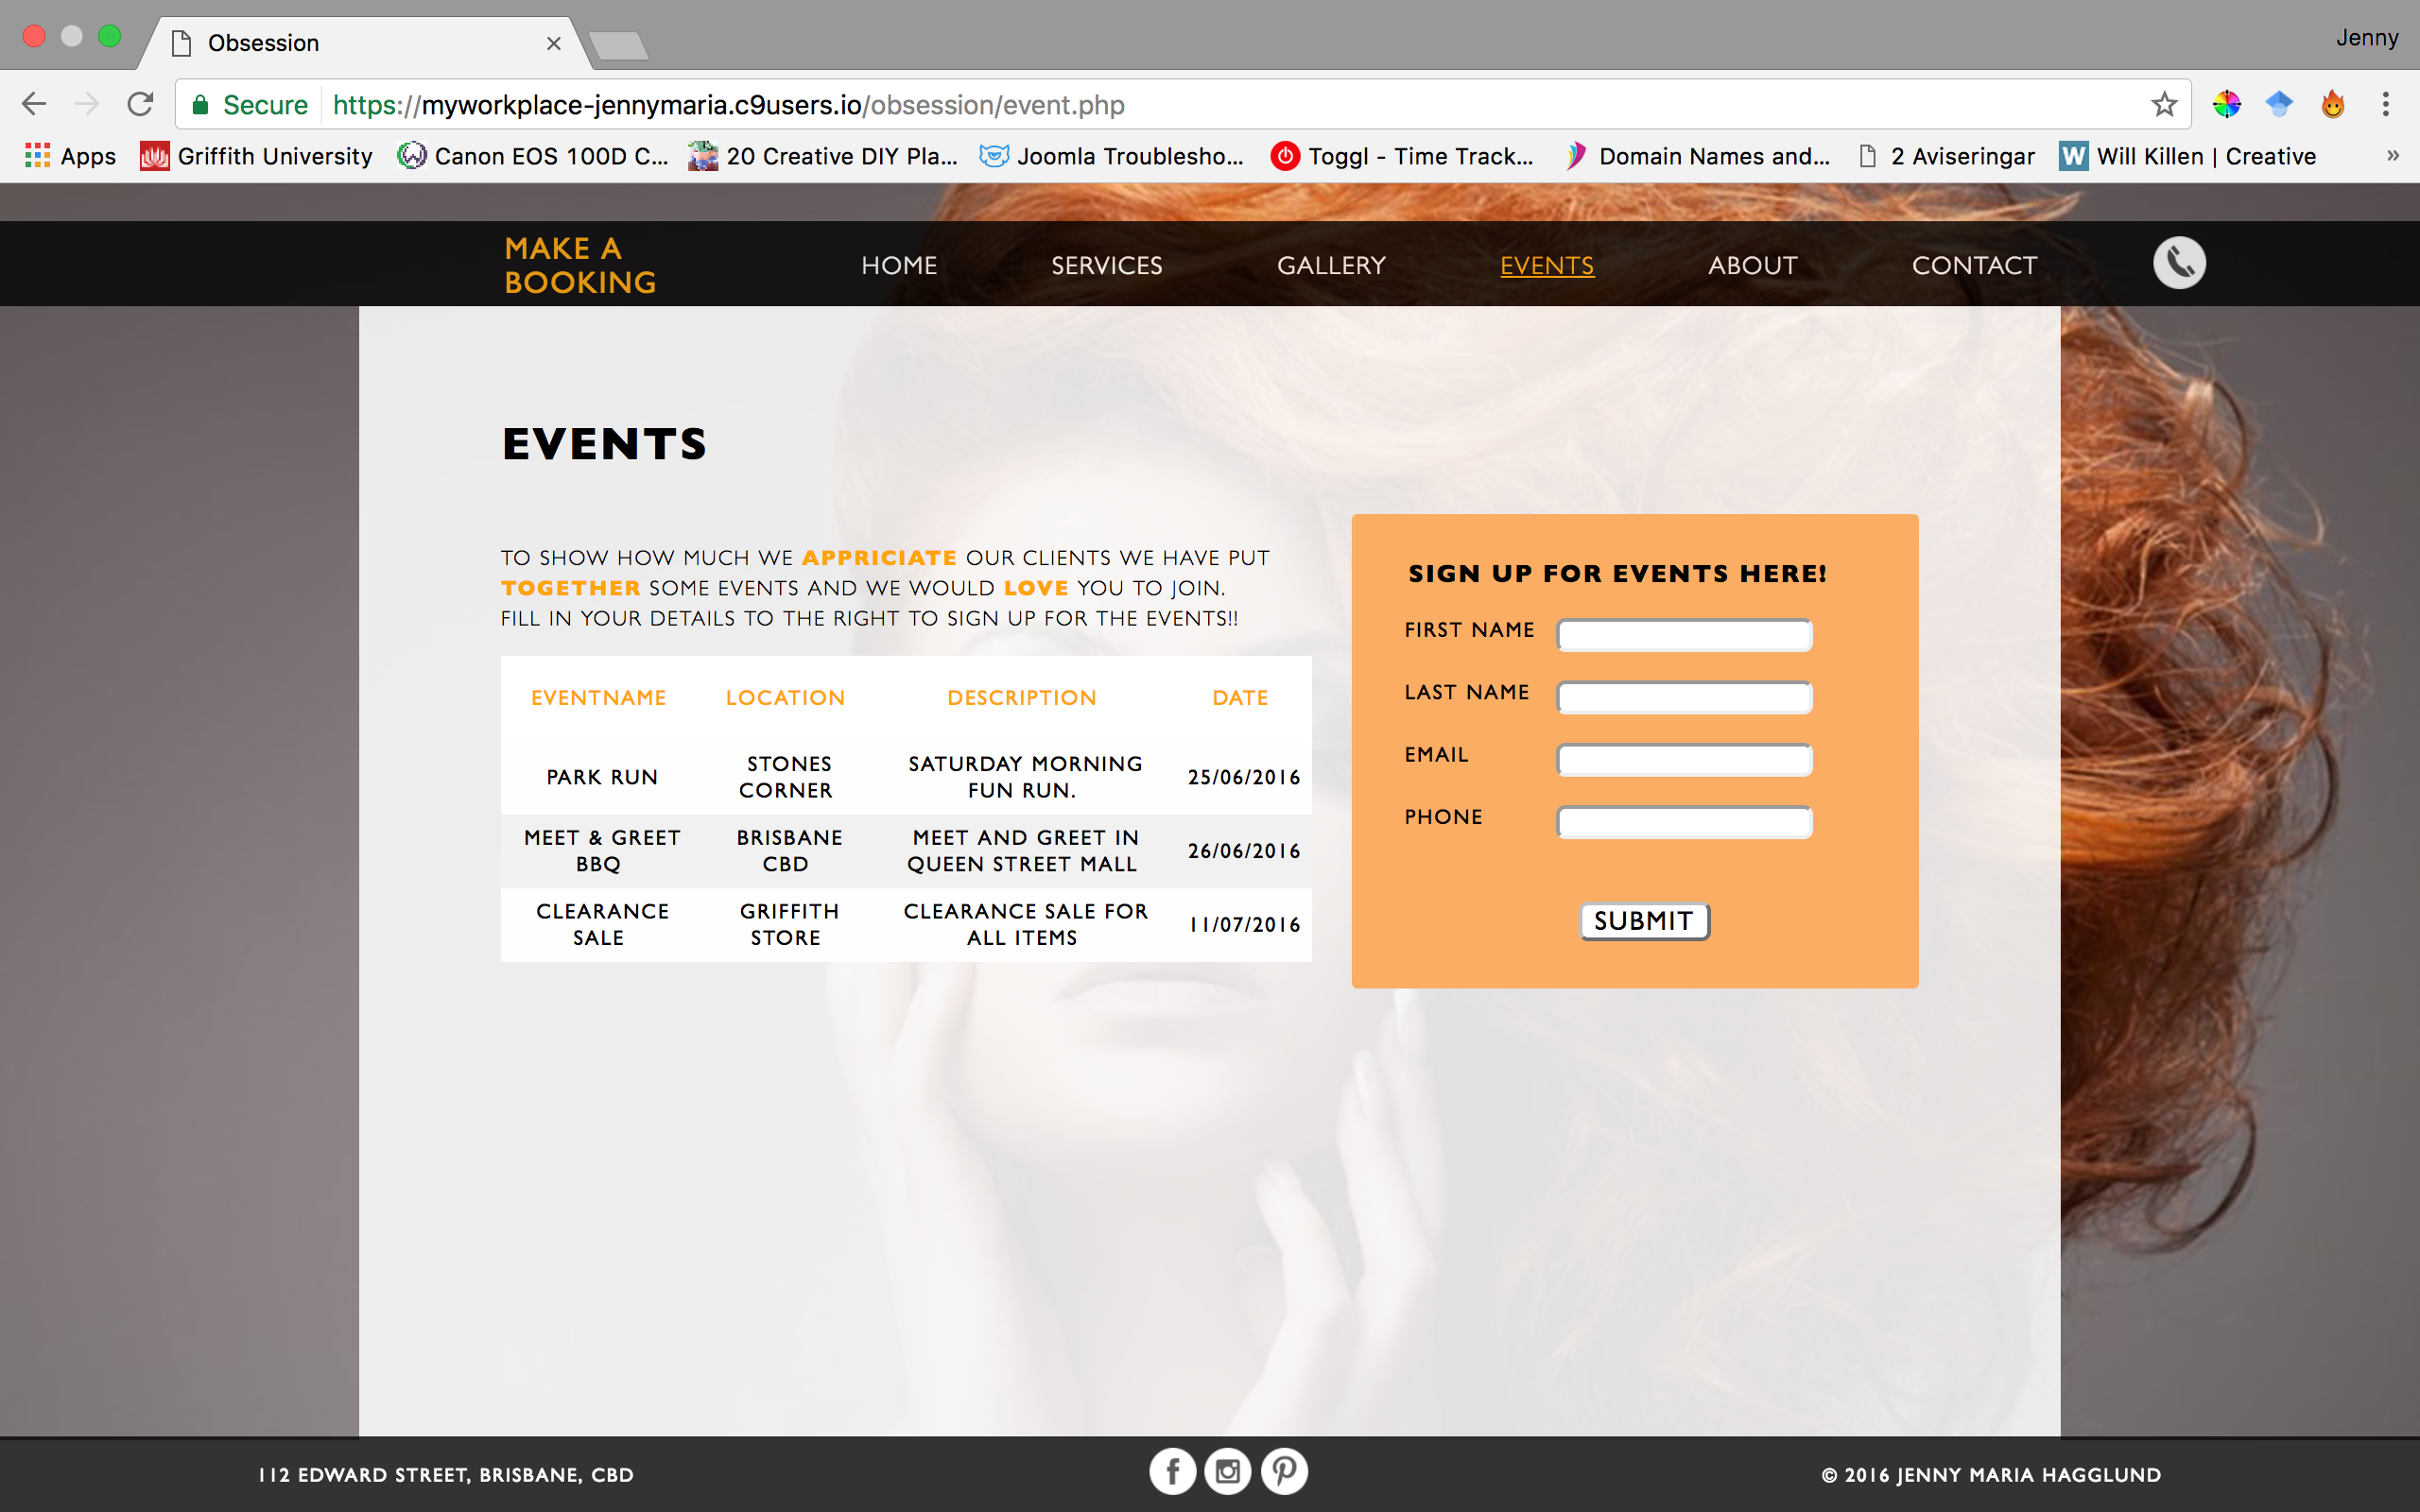 Obsession
Jenny
Secure https://myworkplace-jennymaria.c9users.io/obsession/event.php
Apps Griffith University Canon EOS 100D C... 20 Creative DIY Pla... Joomla Troublesho... Toggl - Time Track... Domain Names and... 2 Aviseringar W Will Killen | Creative »
MAKE A
BOOKING
HOME SERVICES GALLERY EVENTS ABOUT CONTACT
EVENTS
TO SHOW HOW MUCH WE APPRICIATE OUR CLIENTS WE HAVE PUT
TOGETHER SOME EVENTS AND WE WOULD LOVE YOU TO JOIN.
FILL IN YOUR DETAILS TO THE RIGHT TO SIGN UP FOR THE EVENTS!!
EVENTNAME LOCATION DESCRIPTION DATE
PARK RUN STONES CORNER SATURDAY MORNING FUN RUN. 25/06/2016
MEET & GREET BBQ BRISBANE CBD MEET AND GREET IN QUEEN STREET MALL 26/06/2016
CLEARANCE SALE GRIFFITH STORE CLEARANCE SALE FOR ALL ITEMS 11/07/2016
SIGN UP FOR EVENTS HERE!
FIRST NAME
LAST NAME
EMAIL
PHONE
SUBMIT
112 EDWARD STREET, BRISBANE, CBD
© 2016 JENNY MARIA HAGGLUND